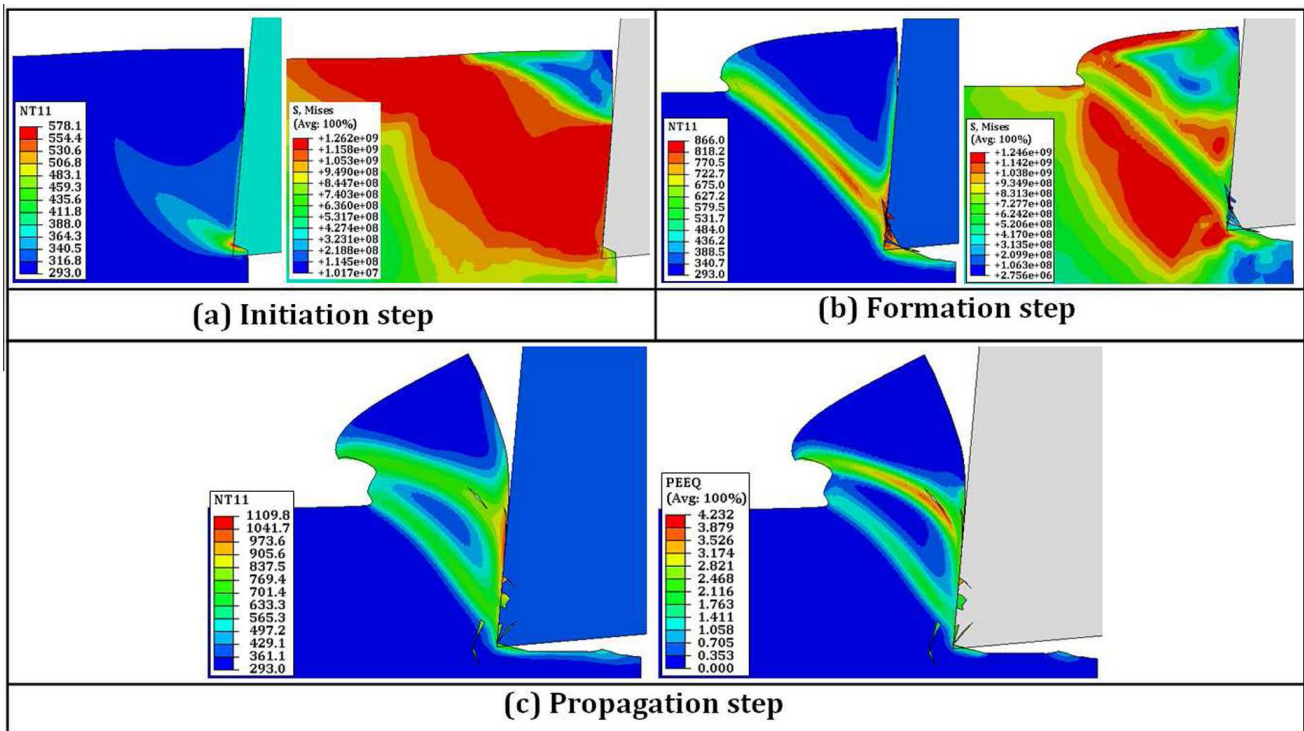 NT11
578.1
554.4
530.6
506.8
483.1
459.3
435.6
411.8
388.0
364.3
340.5
316.8
293.0
S, Mises
(Avg: 100%)
+1.262e+09
+1.158e+09
+1.053e+09
+9.490e+08
+8.447e+08
+7.403e+08
+6.360e+08
+5.317e+08
+4.274e+08
+3.231e+08
+2.188e+08
+1.145e+08
+1.017e+07
(a) Initiation step
NT11
866.0
818.2
770.5
722.7
675.0
627.2
579.5
531.7
484.0
436.2
388.5
340.7
293.0
S, Mises
(Avg: 100%)
+1.246e+09
+1.142e+09
+1.038e+09
+9.349e+08
+8.313e+08
+7.277e+08
+6.242e+08
+5.206e+08
+4.170e+08
+3.135e+08
+2.099e+08
+1.063e+08
+2.756e+06
(b) Formation step
NT11
1109.8
1041.7
973.6
905.6
837.5
769.4
701.4
633.3
565.3
497.2
429.1
361.1
293.0
PEEQ
(Avg: 100%)
4.232
3.879
3.526
3.174
2.821
2.468
2.116
1.763
1.411
1.058
0.705
0.353
0.000
(c) Propagation step